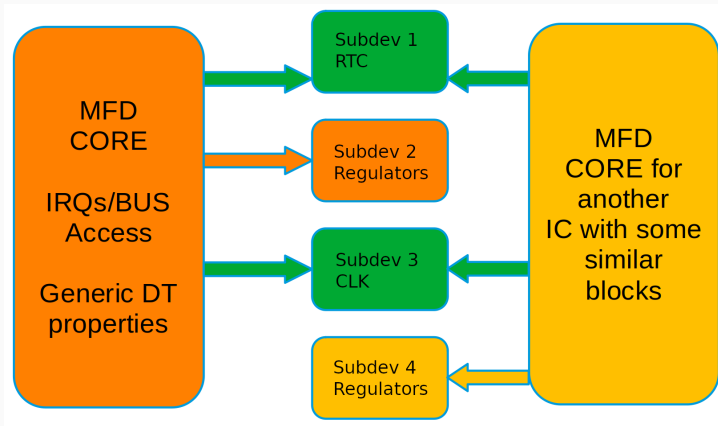 MFD
CORE
IRQs/BUS
Access
Generic DT
properties
Subdev 1
RTC
Subdev 2
Regulators
Subdev 3
CLK
Subdev 4
Regulators
MFD
CORE for
another
IC with some
similar
blocks